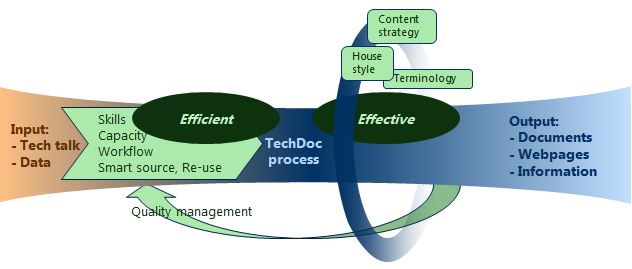 Content
strategy
House
style
Terminology
Input:
- Tech talk
- Data
Skills
Capacity
Workflow
Smart source, Re-use
Efficient
TechDoc
process
Effective
Output:
- Documents
- Webpages
- Information
Quality management